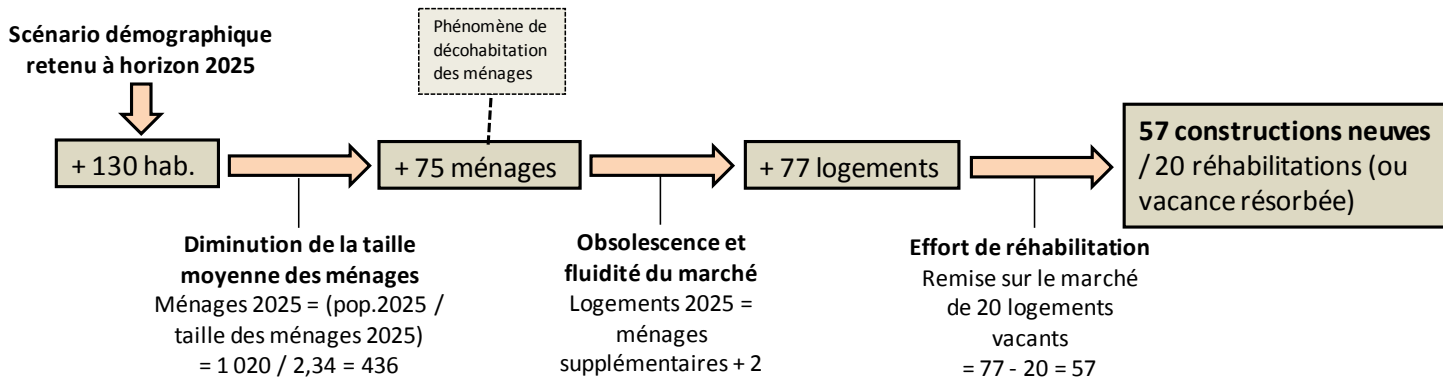 Scénario démographique
retenu à horizon 2025
Phénomène de
décohabitation
des ménages
+ 130 hab.
+ 75 ménages
+ 77 logements
57 constructions neuves
/ 20 réhabilitations (ou
vacance résorbée)
Diminution de la taille
moyenne des ménages
Ménages 2025 = (pop.2025 /
taille des ménages 2025)
= 1 020 / 2,34 = 436
Obsolescence et
fluidité du marché
Logements 2025 =
ménages
supplémentaires + 2
Effort de réhabilitation
Remise sur le marché
de 20 logements
vacants
= 77 - 20 = 57